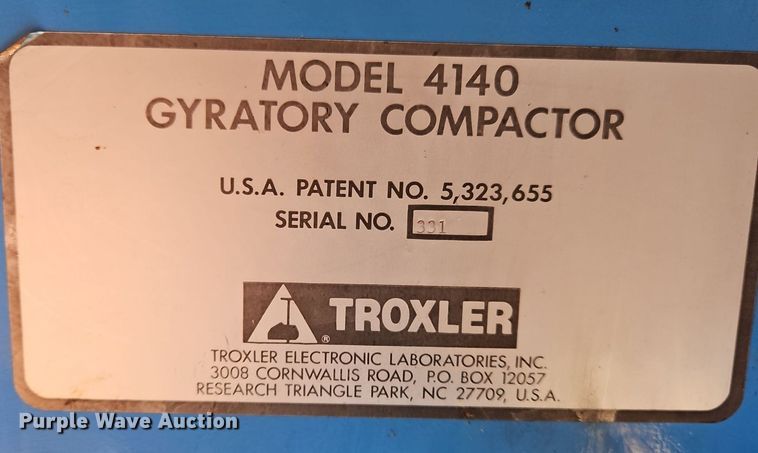 MODEL 4140
GYRATORY COMPACTOR
U.S.A. PATENT NO. 5,323,655
SERIAL NO. 331
® TROXLER
TROXLER ELECTRONIC LABORATORIES, INC.
3008 CORNWALLIS ROAD, P.O. BOX 12057
RESEARCH TRIANGLE PARK, NC 27709, U.S.A.
Purple Wave Auction